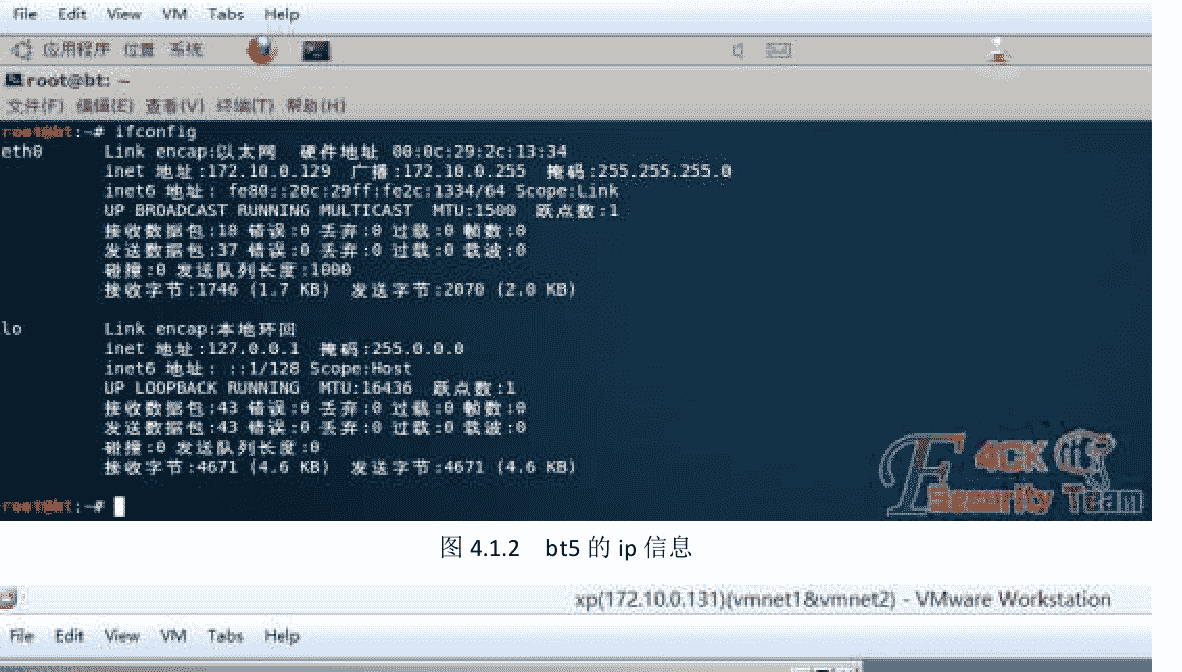 File Edit View VM Tabs Help
应用程序 位置 系统
root@bt: ~
文件(F) 编辑(E) 查看(V) 终端(T) 帮助(H)
root@bt:~# ifconfig
eth0 Link encap:以太网 硬件地址 00:0c:29:2c:13:34
inet 地址:172.10.0.129 广播:172.10.0.255 掩码:255.255.255.0
inet6 地址: fe80::20c:29ff:fe2c:1334/64 Scope:Link
UP BROADCAST RUNNING MULTICAST MTU:1500 跃点数:1
接收数据包:18 错误:0 丢弃:0 过载:0 帧数:0
发送数据包:37 错误:0 丢弃:0 过载:0 载波:0
碰撞:0 发送队列长度:1000
接收字节:1746 (1.7 KB) 发送字节:2070 (2.0 KB)
lo Link encap:本地环回
inet 地址:127.0.0.1 掩码:255.0.0.0
inet6 地址: ::1/128 Scope:Host
UP LOOPBACK RUNNING MTU:16436 跃点数:1
接收数据包:43 错误:0 丢弃:0 过载:0 帧数:0
发送数据包:43 错误:0 丢弃:0 过载:0 载波:0
碰撞:0 发送队列长度:0
接收字节:4671 (4.6 KB) 发送字节:4671 (4.6 KB)
root@bt:~#
F4CK
Security Team
图 4.1.2 bt5 的 ip 信息
xp(172.10.0.131)(vmnet1&vmnet2) - VMware Workstation
File Edit View VM Tabs Help